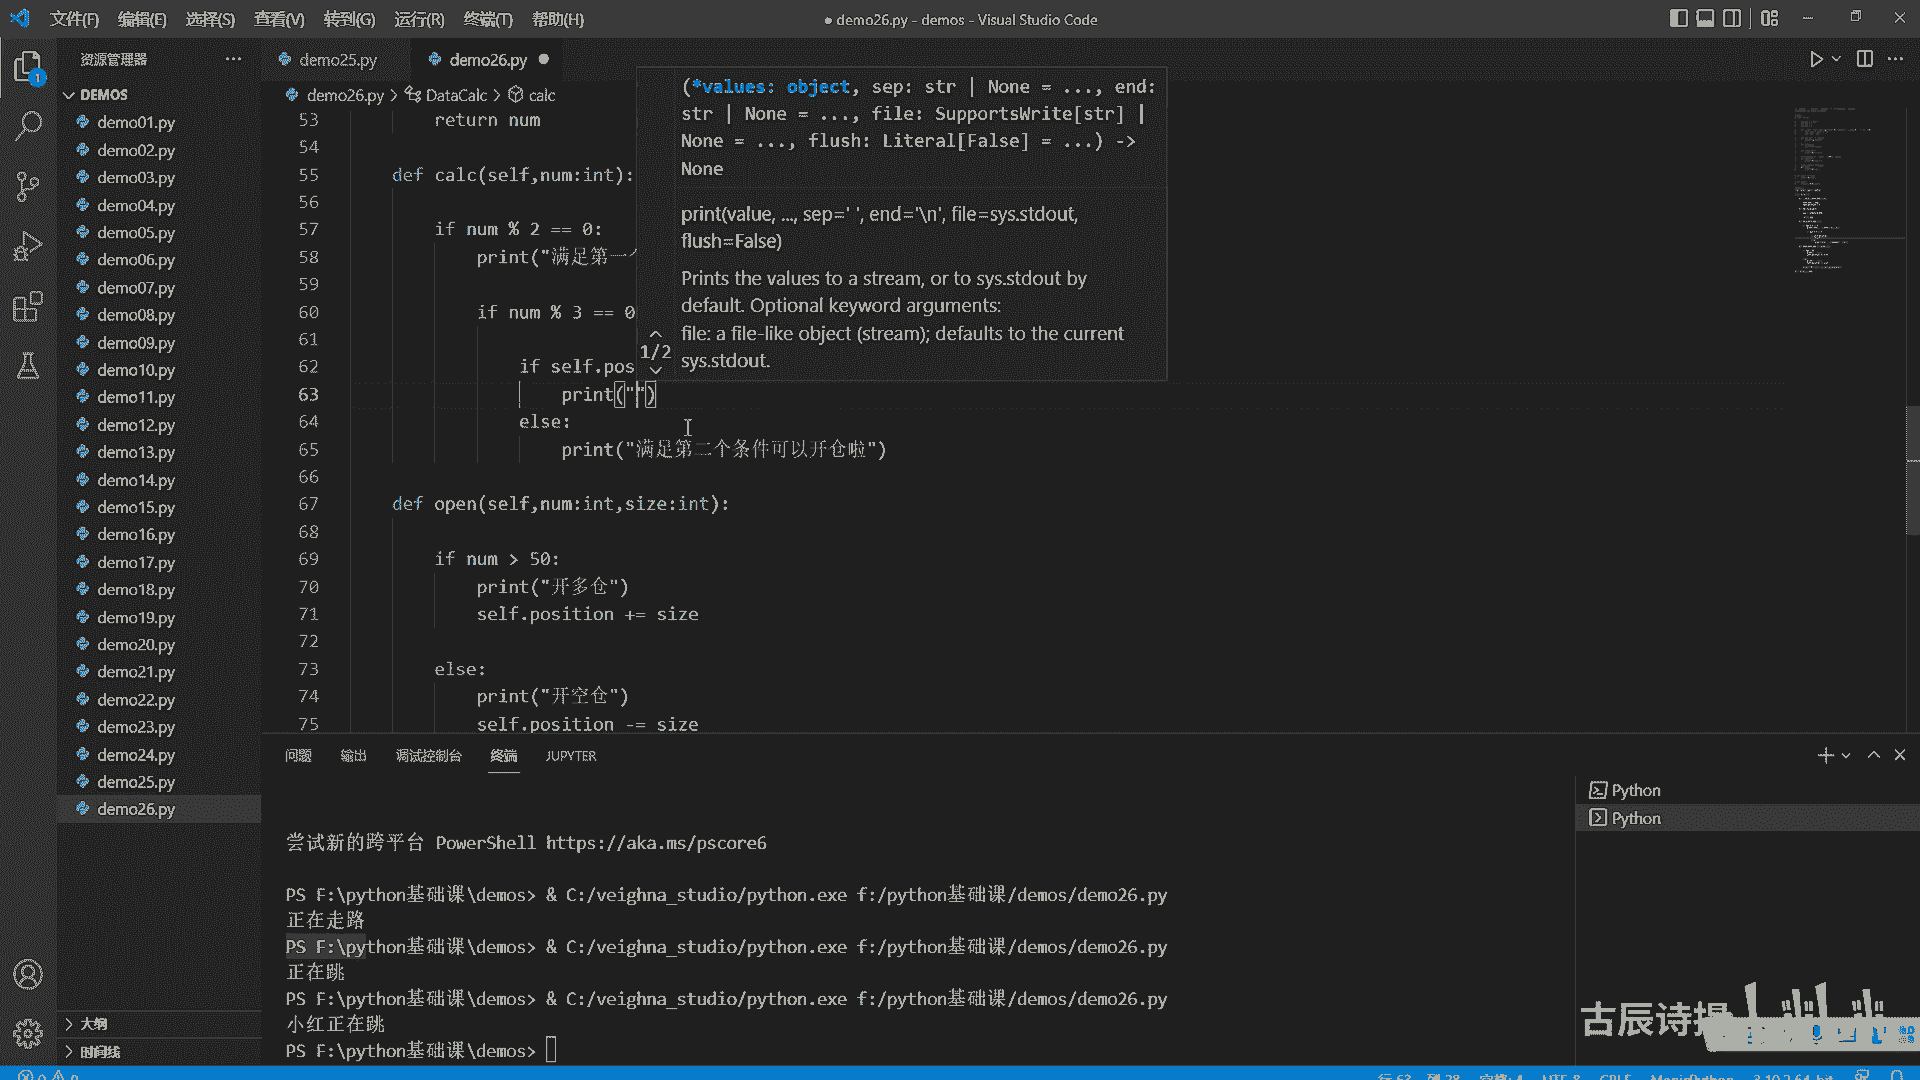 文件(F) 编辑(E) 选择(S) 查看(V) 转到(G) 运行(R) 终端(T) 帮助(H)
● demo26.py - demos - Visual Studio Code
资源管理器
DEMOS
demo01.py
demo02.py
demo03.py
demo04.py
demo05.py
demo06.py
demo07.py
demo08.py
demo09.py
demo10.py
demo11.py
demo12.py
demo13.py
demo14.py
demo15.py
demo16.py
demo17.py
demo18.py
demo19.py
demo20.py
demo21.py
demo22.py
demo23.py
demo24.py
demo25.py
demo26.py
大纲
时间线
demo25.py demo26.py
demo26.py > DataCalc > calc
53 return num
54
55 def calc(self,num:int):
56
57 if num % 2 == 0:
58 print("满足第一
59
60 if num % 3 == 0
61
62 if self.pos
63 print("")
64 else:
65 print("满足第二个条件可以开仓啦")
66
67 def open(self,num:int,size:int):
68
69 if num > 50:
70 print("开多仓")
71 self.position += size
72
73 else:
74 print("开空仓")
75 self.position -= size
(*values: object, sep: str | None = ..., end:
str | None = ..., file: SupportsWrite[str] |
None = ..., flush: Literal[False] = ...) ->
None
print(value, ..., sep=' ', end='\n', file=sys.stdout,
flush=False)
Prints the values to a stream, or to sys.stdout by
default. Optional keyword arguments:
file: a file-like object (stream); defaults to the current
sys.stdout.
1/2
问题 输出 调试控制台 终端 JUPYTER
尝试新的跨平台 PowerShell https://aka.ms/pscore6
PS F:\python基础课\demos> & C:/veighna_studio/python.exe f:/python基础课/demos/demo26.py
正在走路
PS F:\python基础课\demos> & C:/veighna_studio/python.exe f:/python基础课/demos/demo26.py
正在跳
PS F:\python基础课\demos> & C:/veighna_studio/python.exe f:/python基础课/demos/demo26.py
小红正在跳
PS F:\python基础课\demos>
Python
Python
古辰诗提